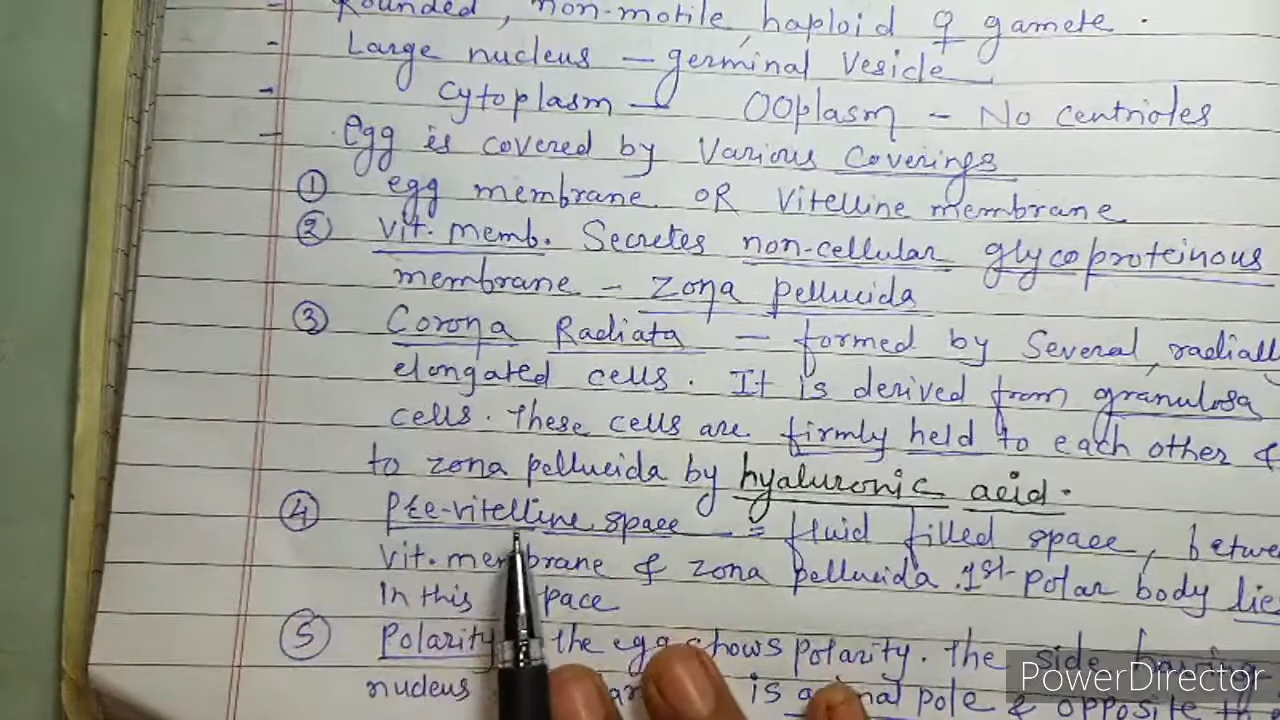 - Rounded, non-motile, haploid ♀ gamete.
- Large nucleus — germinal vesicle
- Cytoplasm — Ooplasm - No centrioles
- Egg is covered by various coverings
① egg membrane OR Vitelline membrane
② vit. memb. Secretes non-cellular glycoproteinous
membrane - zona pellucida
③ Corona Radiata — formed by Several, radiall
elongated cells. It is derived from granulosa
cells. These cells are firmly held to each other &
to zona pellucida by hyaluronic acid.
④ Pre-vitelline space = fluid filled space, betwe
Vit. membrane & zona pellucida. 1st polar body lie
In this pace
⑤ Polarity the egg shows polarity. The side having
nucleus is animal pole & opposite
PowerDirector